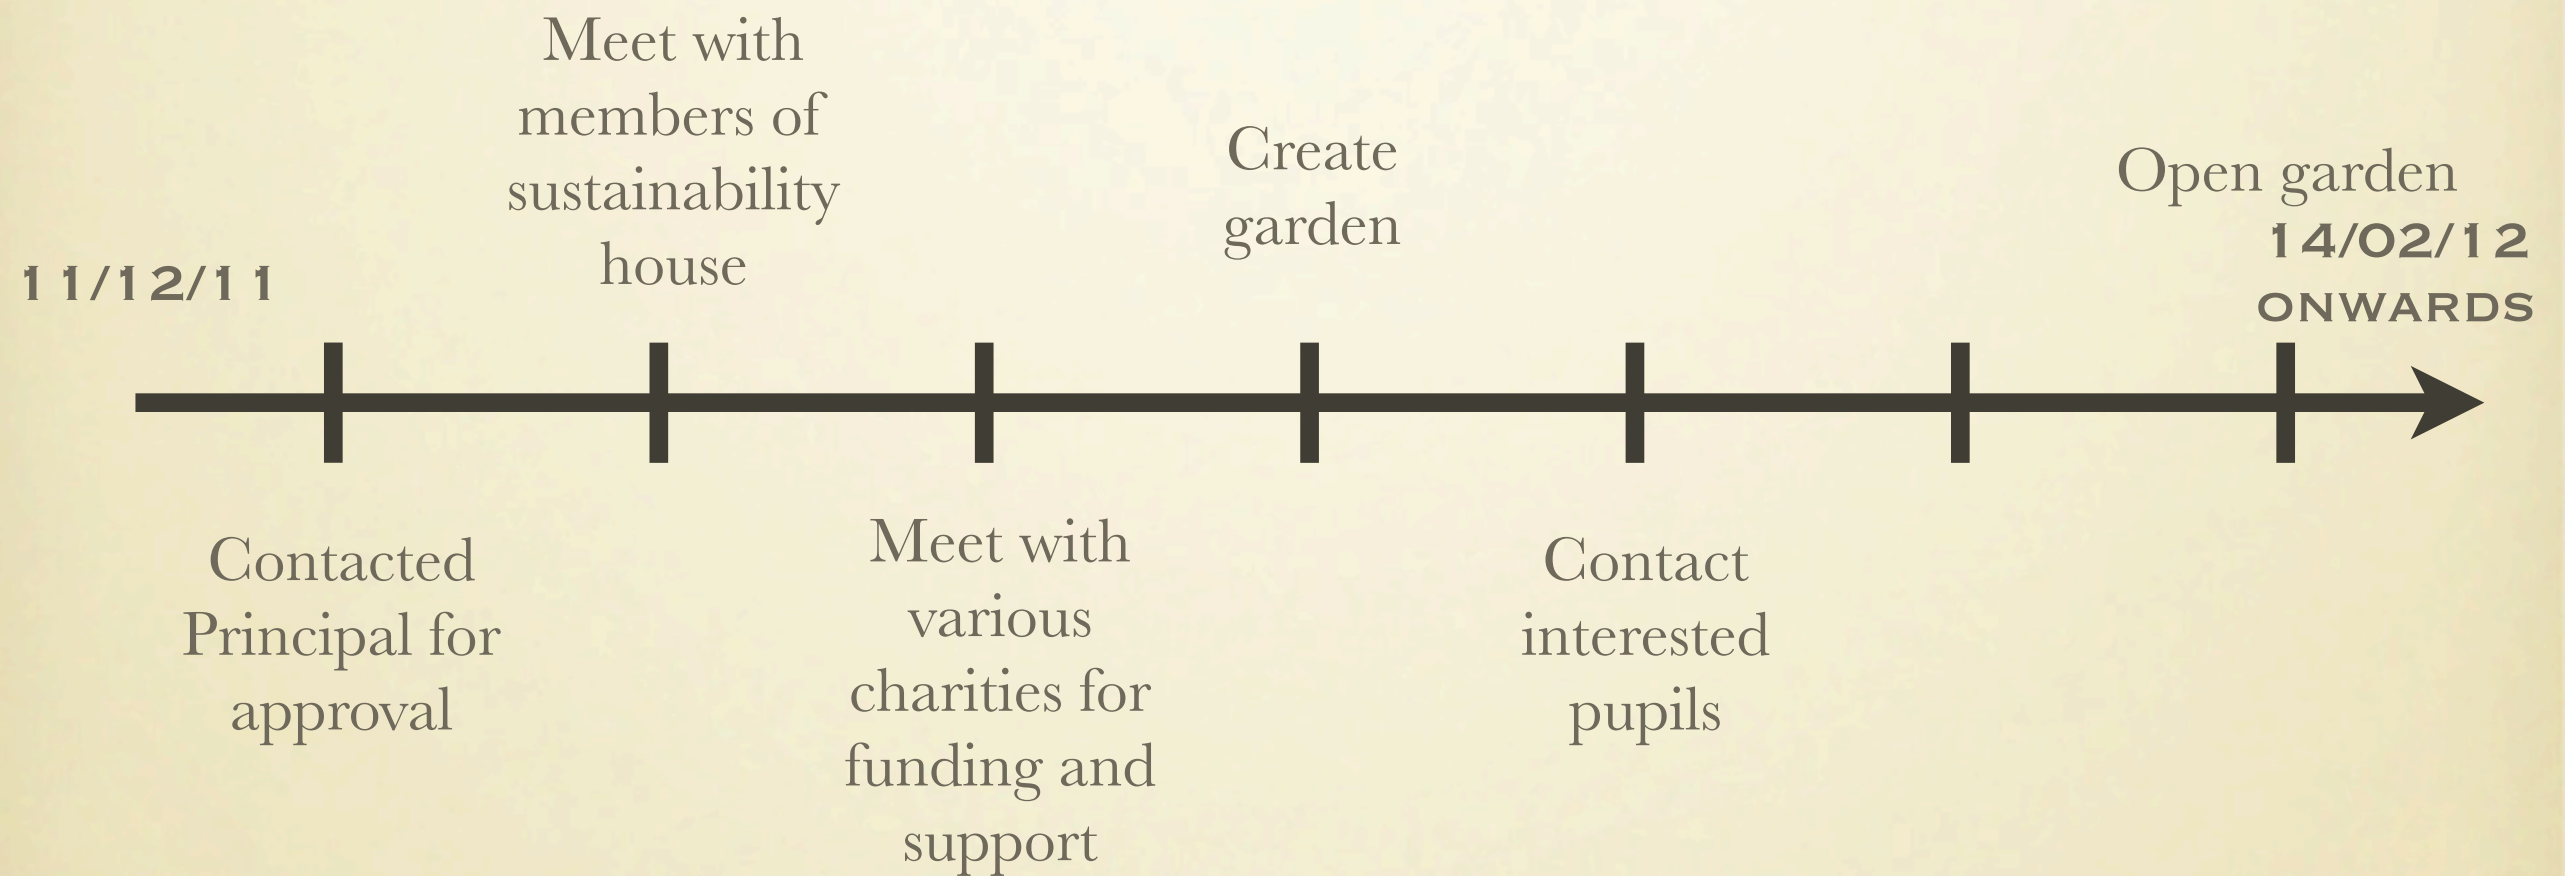 11/12/11
Contacted
Principal for
approval
Meet with
members of
sustainability
house
Meet with
various
charities for
funding and
support
Create
garden
Contact
interested
pupils
Open garden
14/02/12
ONWARDS